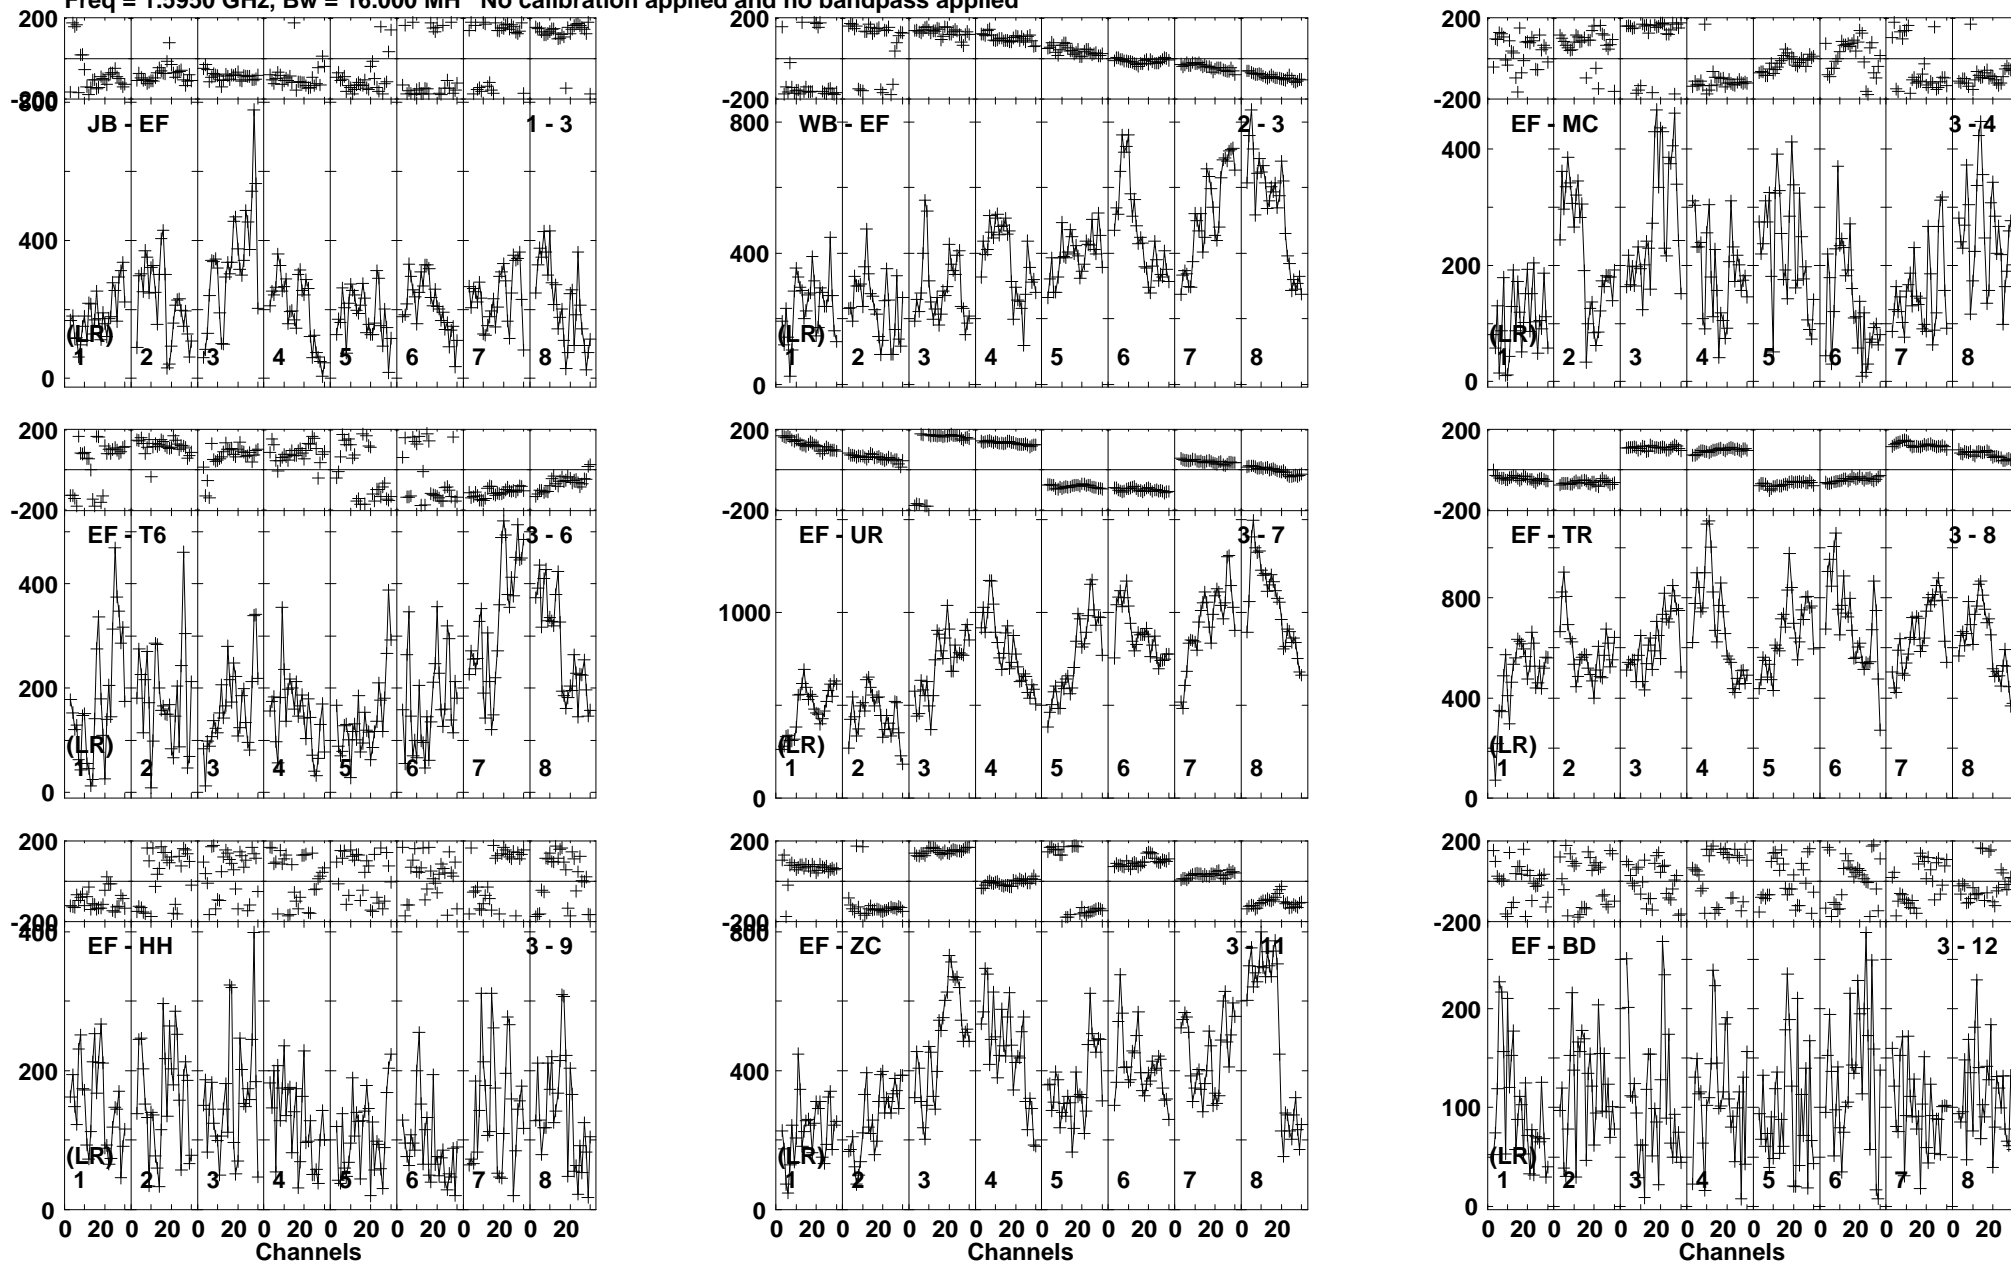 Freq = 1.5950 GHz, Bw = 16.000 MH No calibration applied and no bandpass applied
200 200 200
-200 -200 -200
800 JB - EF 1 - 3 800 WB - EF 2 - 3 EF - MC 3 - 4
400 400 400
200
(LR) (LR) (LR)
1 2 3 4 5 6 7 8 1 2 3 4 5 6 7 8 1 2 3 4 5 6 7 8
0 0 0
200 200 200
-200 -200 -200
EF - T6 3 - 6 EF - UR 3 - 7 EF - TR 3 - 8
400 1000 800
200 400
(LR) (LR) (LR)
1 2 3 4 5 6 7 8 1 2 3 4 5 6 7 8 1 2 3 4 5 6 7 8
0 0 0
200 200 200
-200 -200 -200
400 EF - HH 3 - 9 800 EF - ZC 3 - 11 EF - BD 3 - 12
200 400 200
100
(LR) (LR) (LR)
1 2 3 4 5 6 7 8 1 2 3 4 5 6 7 8 1 2 3 4 5 6 7 8
0 0 0
0 20 0 20 0 20 0 20 0 20 0 20 0 20 0 20 0 20 0 20 0 20 0 20 0 20 0 20 0 20 0 20 0 20 0 20 0 20 0 20 0 20 0 20 0 20 0 20
Channels Channels Channels